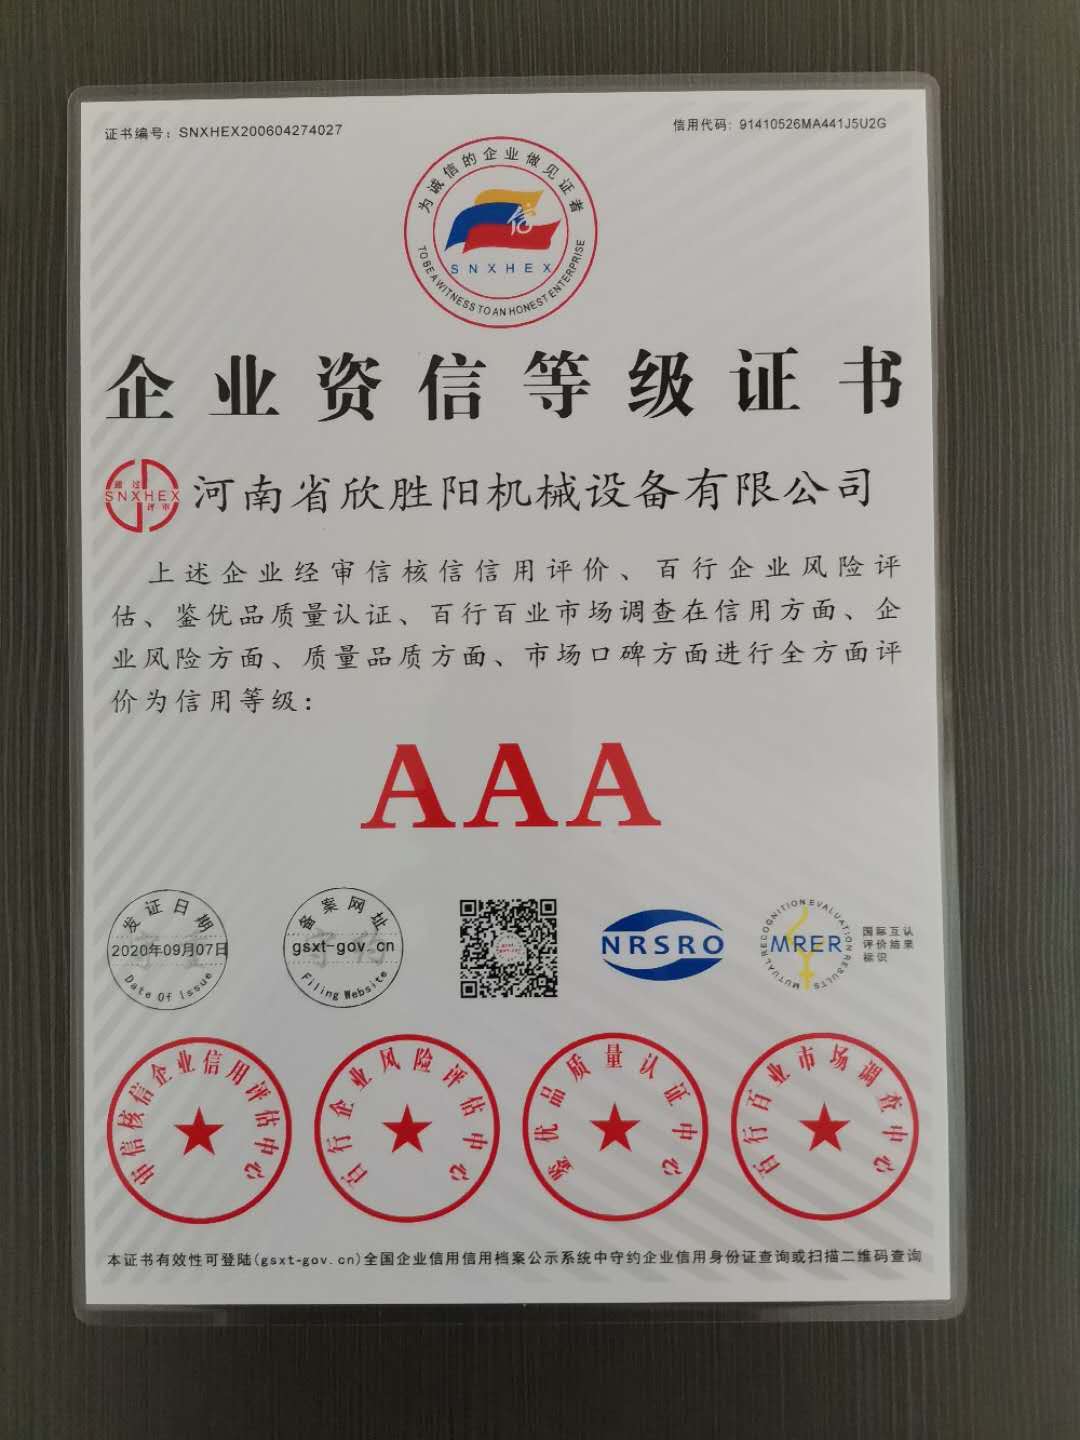 证书编号：SNXHEX200604274027
信用代码: 91410526MA441J5U2G
为诚信的企业做见证者
信
SNXHEX
TO BE A WITNESS TO AN HONEST ENTERPRISE
企业资信等级证书
通过
SNXHEX
评审
河南省欣胜阳机械设备有限公司
上述企业经审信核信信用评价、百行企业风险评
估、鉴优品质量认证、百行百业市场调查在信用方面、企
业风险方面、质量品质方面、市场口碑方面进行全方面评
价为信用等级：
AAA
发证日期
2020年09月07日
Date Of Issue
备案网址
gsxt-gov.cn
Filing Website
NRSRO
MUTUAL RECOGNITION EVALUATION RESULTS
MRER
国际互认
评价结果
标识
审信核信企业信用评估中心
百行企业风险评估中心
鉴优品质量认证中心
百行百业市场调查中心
本证书有效性可登陆(gsxt-gov.cn)全国企业信用信用档案公示系统中守约企业信用身份证查询或扫描二维码查询